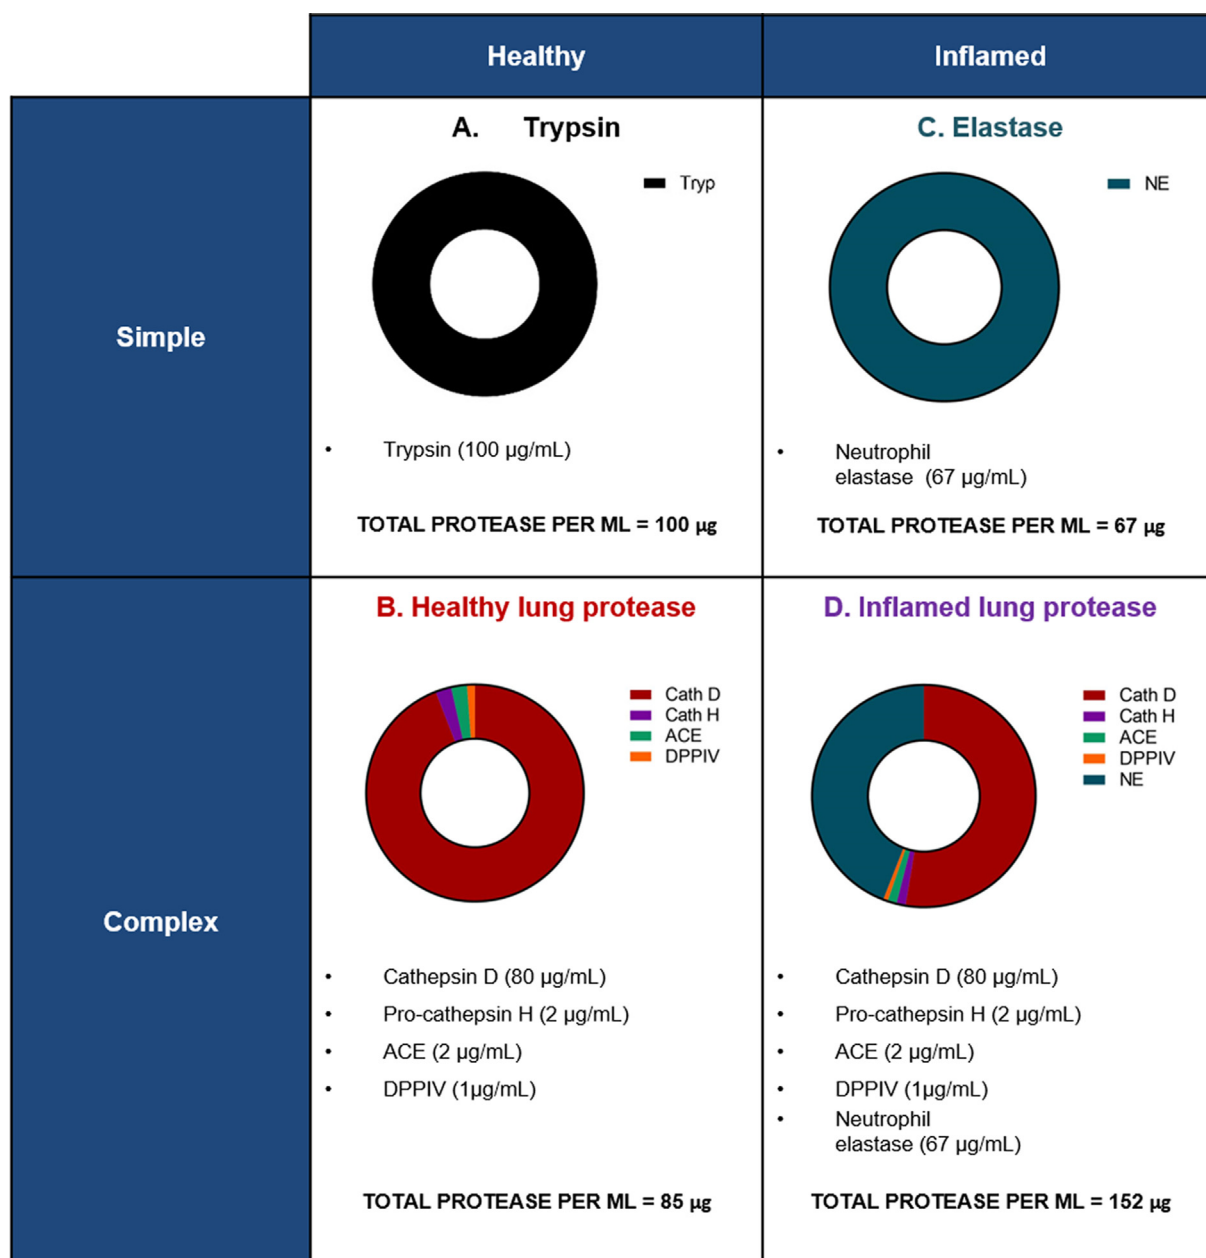 Healthy
Inflamed
Simple
A. Trypsin
Tryp
• Trypsin (100 µg/mL)
TOTAL PROTEASE PER ML = 100 µg
C. Elastase
NE
• Neutrophil
elastase (67 µg/mL)
TOTAL PROTEASE PER ML = 67 µg
Complex
B. Healthy lung protease
Cath D
Cath H
ACE
DPPIV
• Cathepsin D (80 µg/mL)
• Pro-cathepsin H (2 µg/mL)
• ACE (2 µg/mL)
• DPPIV (1µg/mL)
TOTAL PROTEASE PER ML = 85 µg
D. Inflamed lung protease
Cath D
Cath H
ACE
DPPIV
NE
• Cathepsin D (80 µg/mL)
• Pro-cathepsin H (2 µg/mL)
• ACE (2 µg/mL)
• DPPIV (1µg/mL)
• Neutrophil
elastase (67 µg/mL)
TOTAL PROTEASE PER ML = 152 µg